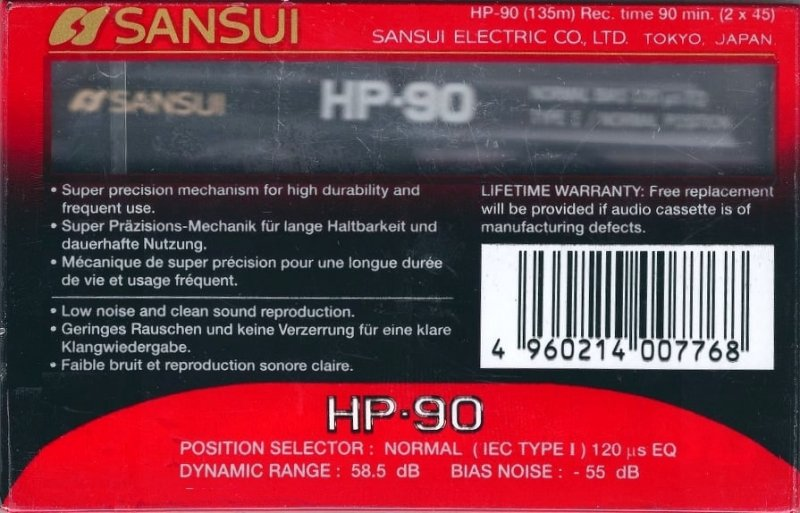 SANSUI
HP-90 (135m) Rec. time 90 min. (2 x 45)
SANSUI ELECTRIC CO., LTD. TOKYO, JAPAN.
SANSUI HP-90
TYPE I / NORMAL POSITION
• Super precision mechanism for high durability and
frequent use.
• Super Präzisions-Mechanik für lange Haltbarkeit und
dauerhafte Nutzung.
• Mécanique de super précision pour une longue durée
de vie et usage fréquent.
• Low noise and clean sound reproduction.
• Geringes Rauschen und keine Verzerrung für eine klare
Klangwiedergabe.
• Faible bruit et reproduction sonore claire.
LIFETIME WARRANTY: Free replacement
will be provided if audio cassette is of
manufacturing defects.
4 960214 007768
HP·90
POSITION SELECTOR : NORMAL ( IEC TYPE I ) 120 µs EQ
DYNAMIC RANGE : 58.5 dB BIAS NOISE : - 55 dB